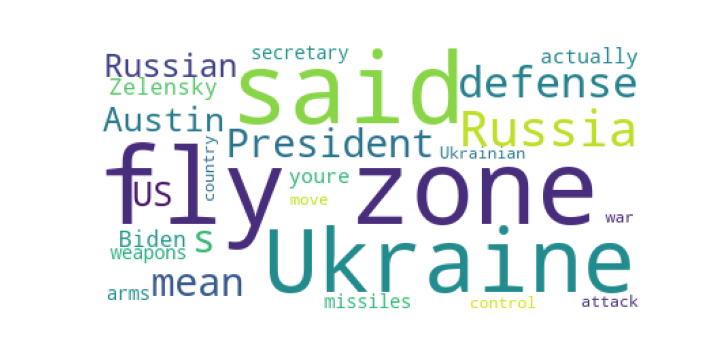 secretary
actually
Russian
said
defense
Zelensky
Austin
President
Russia
country
Ukrainian
fly zone
US
youre
move
war
Biden
s
Ukraine
weapons
mean
arms
missiles
control
attack